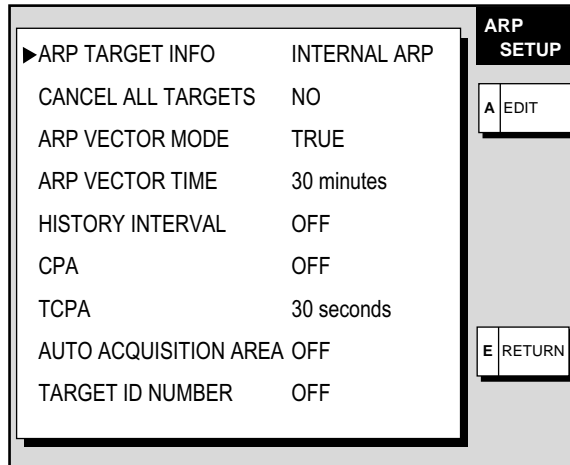 ARP
SETUP
▶ARP TARGET INFO INTERNAL ARP
CANCEL ALL TARGETS NO
ARP VECTOR MODE TRUE
ARP VECTOR TIME 30 minutes
HISTORY INTERVAL OFF
CPA OFF
TCPA 30 seconds
AUTO ACQUISITION AREA OFF
TARGET ID NUMBER OFF
A EDIT
E RETURN